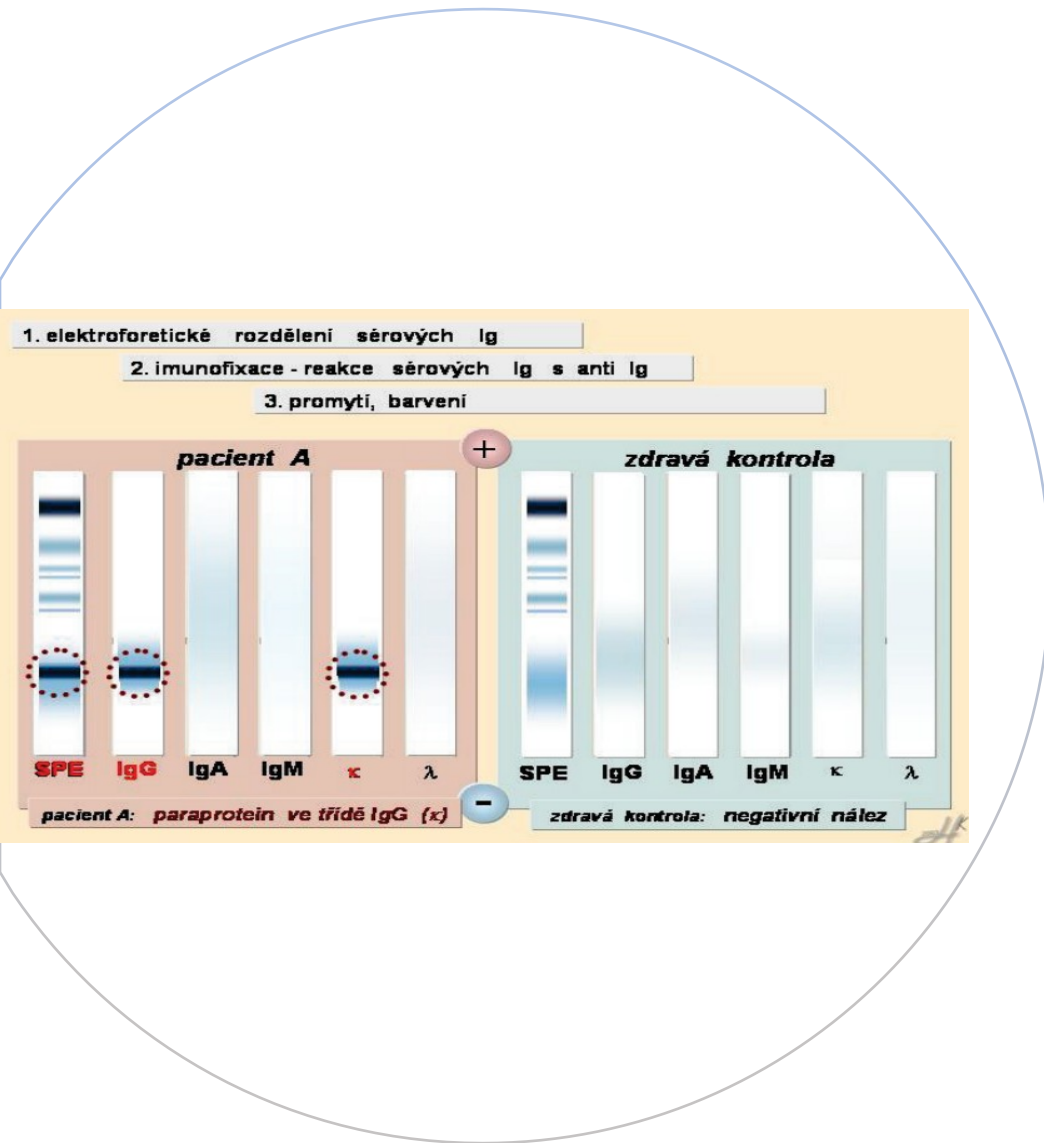 1. elektroforetické rozdělení sérových Ig
2. imunofixace - reakce sérových Ig s anti Ig
3. promytí, barvení
+
pacient A
SPE IgG IgA IgM κ λ
pacient A: paraprotein ve třídě IgG (κ)
zdravá kontrola
SPE IgG IgA IgM κ λ
zdravá kontrola: negativní nález
-